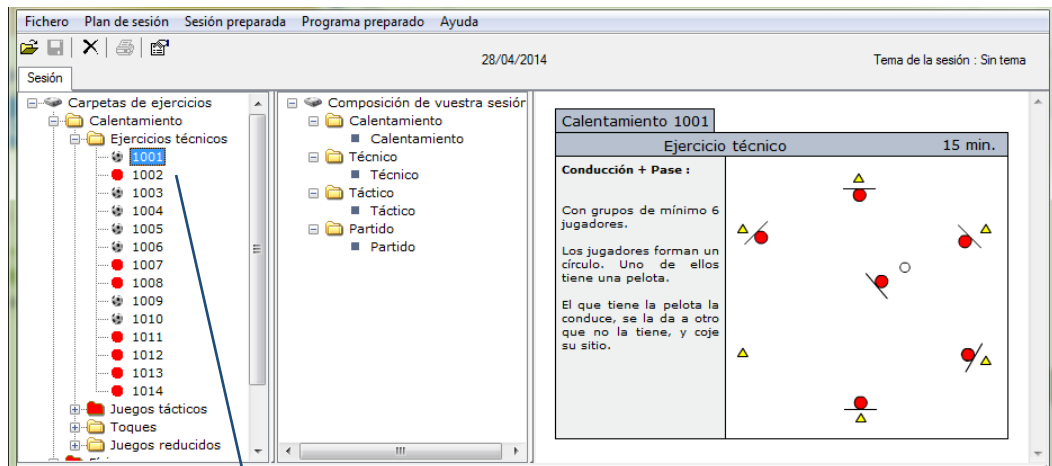 Fichero Plan de sesión Sesión preparada Programa preparado Ayuda
28/04/2014
Tema de la sesión : Sin tema
Sesión
Carpetas de ejercicios
Calentamiento
Ejercicios técnicos
1001
1002
1003
1004
1005
1006
1007
1008
1009
1010
1011
1012
1013
1014
Juegos tácticos
Toques
Juegos reducidos
Composición de vuestra sesión
Calentamiento
Calentamiento
Técnico
Técnico
Táctico
Táctico
Partido
Partido
Calentamiento 1001
Ejercicio técnico 15 min.
Conducción + Pase :
Con grupos de mínimo 6
jugadores.
Los jugadores forman un
círculo. Uno de ellos
tiene una pelota.
El que tiene la pelota la
conduce, se la da a otro
que no la tiene, y coje
su sitio.